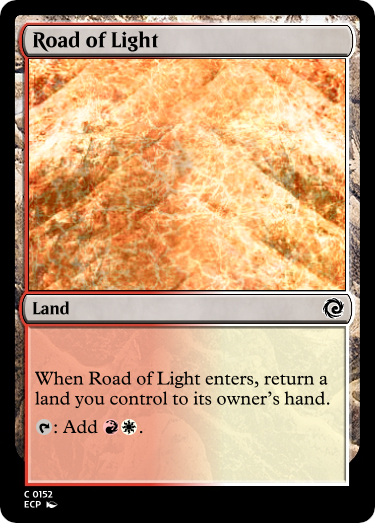 Road of Light
Land
When Road of Light enters, return a
land you control to its owner's hand.
: Add .
C 0152
ECP